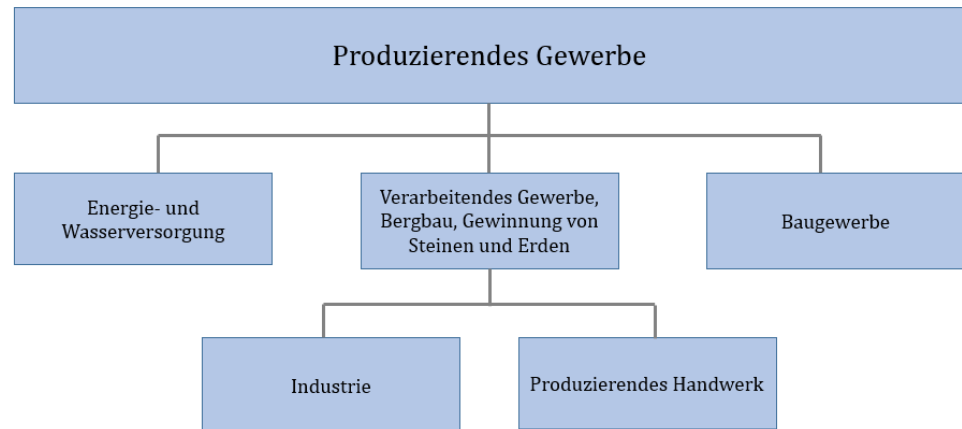 Produzierendes Gewerbe
Energie- und
Wasserversorgung
Verarbeitendes Gewerbe,
Bergbau, Gewinnung von
Steinen und Erden
Baugewerbe
Industrie
Produzierendes Handwerk